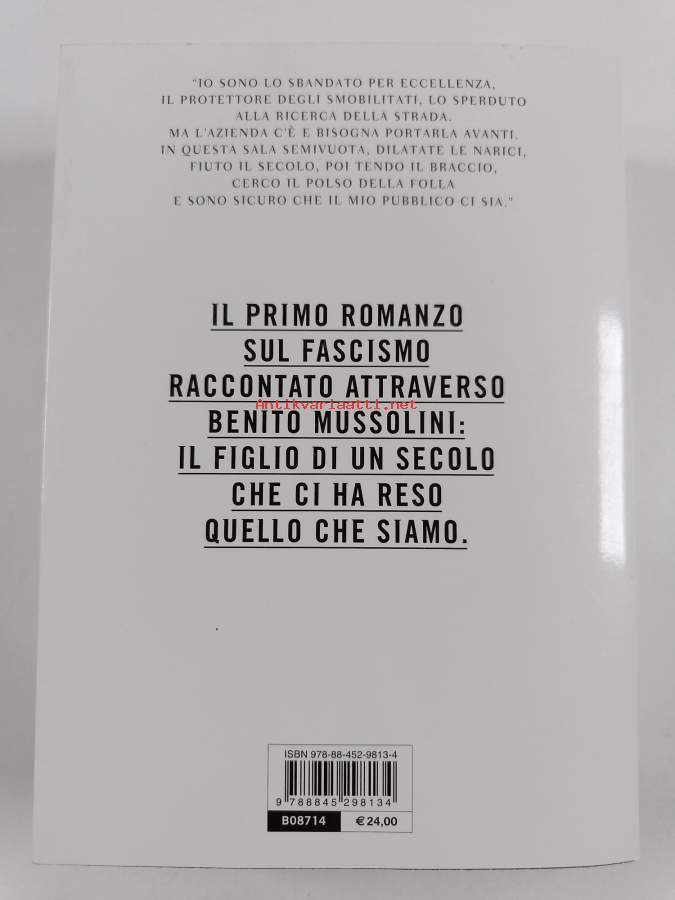 "IO SONO LO SBANDATO PER ECCELLENZA,
IL PROTETTORE DEGLI SMOBILITATI, LO SPERDUTO
ALLA RICERCA DELLA STRADA.
MA L'AZIENDA C'È E BISOGNA PORTARLA AVANTI.
IN QUESTA SALA SEMIVUOTA, DILATATE LE NARICI,
FIUTO IL SECOLO, POI TENDO IL BRACCIO,
CERCO IL POLSO DELLA FOLLA
E SONO SICURO CHE IL MIO PUBBLICO CI SIA."
IL PRIMO ROMANZO
SUL FASCISMO
RACCONTATO ATTRAVERSO
Antikvariaatti.net
BENITO MUSSOLINI:
IL FIGLIO DI UN SECOLO
CHE CI HA RESO
QUELLO CHE SIAMO.
ISBN 978-88-452-9813-4
9 788845 298134
B08714 € 24,00